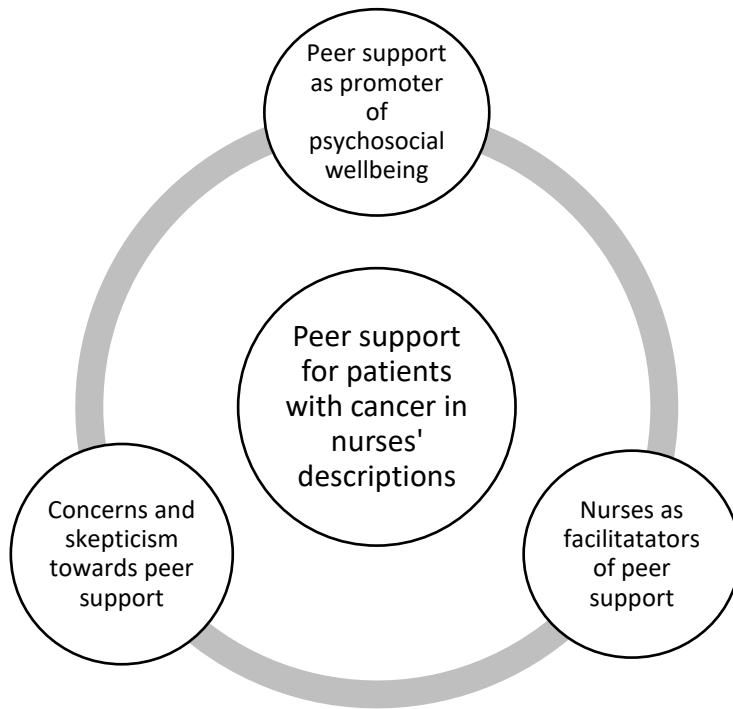 Peer support
as promoter
of
psychosocial
wellbeing
Peer support
for patients
with cancer in
nurses'
descriptions
Concerns and
skepticism
towards peer
support
Nurses as
facilitatators
of peer
support